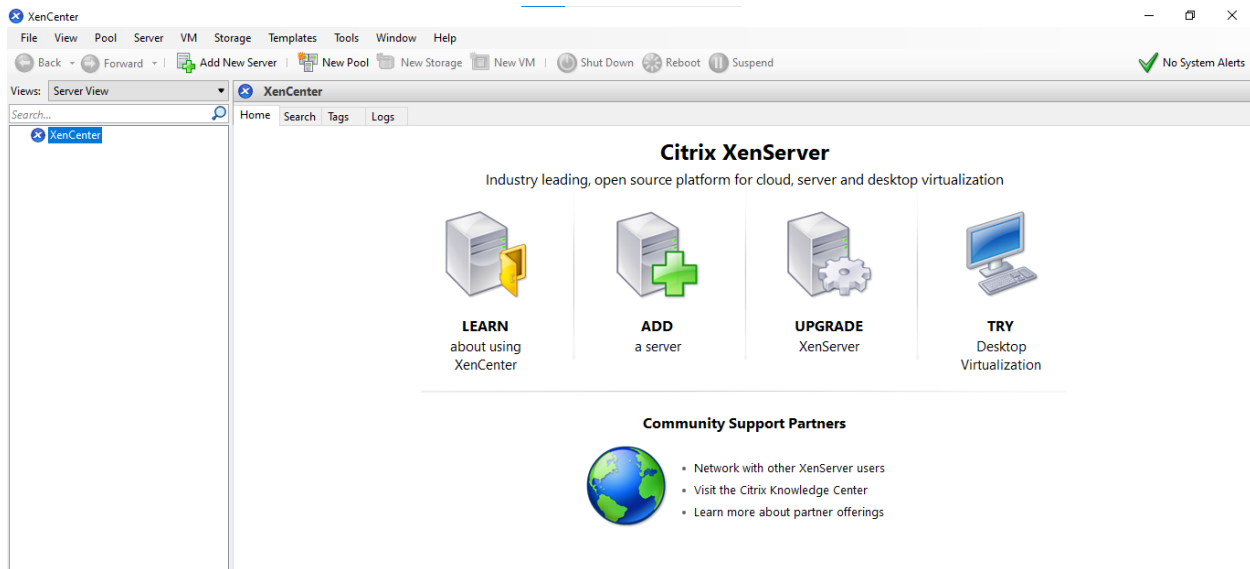 XenCenter
File View Pool Server VM Storage Templates Tools Window Help
Back Forward Add New Server New Pool New Storage New VM Shut Down Reboot Suspend No System Alerts
Views: Server View
XenCenter
Search...
Home Search Tags Logs
XenCenter
Citrix XenServer
Industry leading, open source platform for cloud, server and desktop virtualization
LEARN
about using
XenCenter
ADD
a server
UPGRADE
XenServer
TRY
Desktop
Virtualization
Community Support Partners
Network with other XenServer users
Visit the Citrix Knowledge Center
Learn more about partner offerings